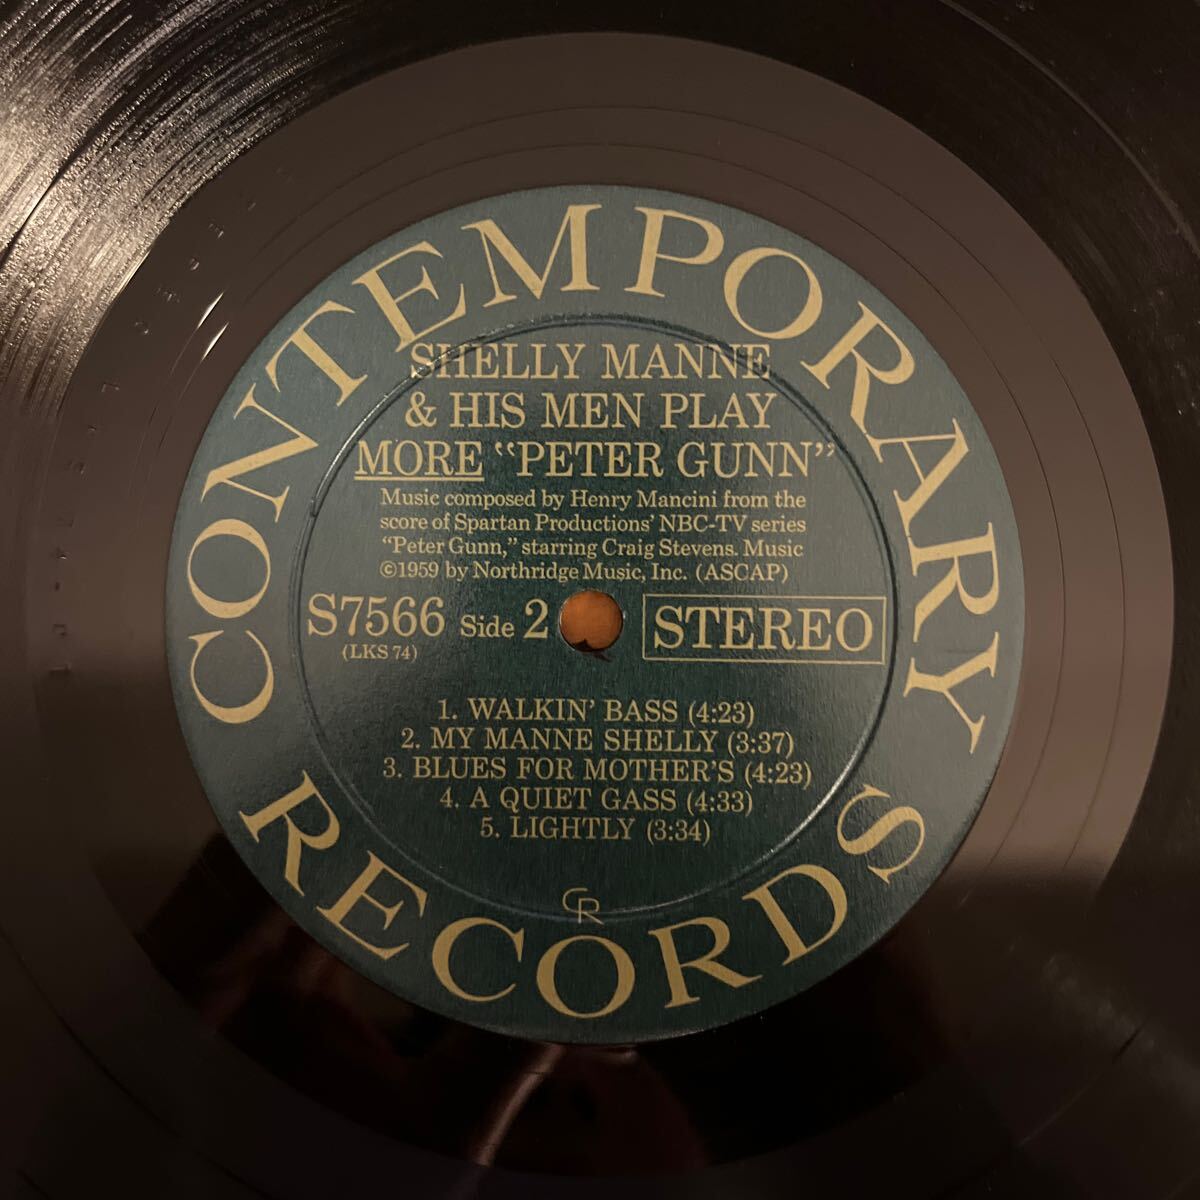 CONTEMPORARY
SHELLY MANNE
& HIS MEN PLAY
MORE "PETER GUNN"
Music composed by Henry Mancini from the
score of Spartan Productions' NBC-TV series
"Peter Gunn," starring Craig Stevens. Music
©1959 by Northridge Music, Inc. (ASCAP)
S7566 Side 2 STEREO
(LKS 74)
1. WALKIN' BASS (4:23)
2. MY MANNE SHELLY (3:37)
3. BLUES FOR MOTHER'S (4:23)
4. A QUIET GASS (4:33)
5. LIGHTLY (3:34)
CR
RECORDS